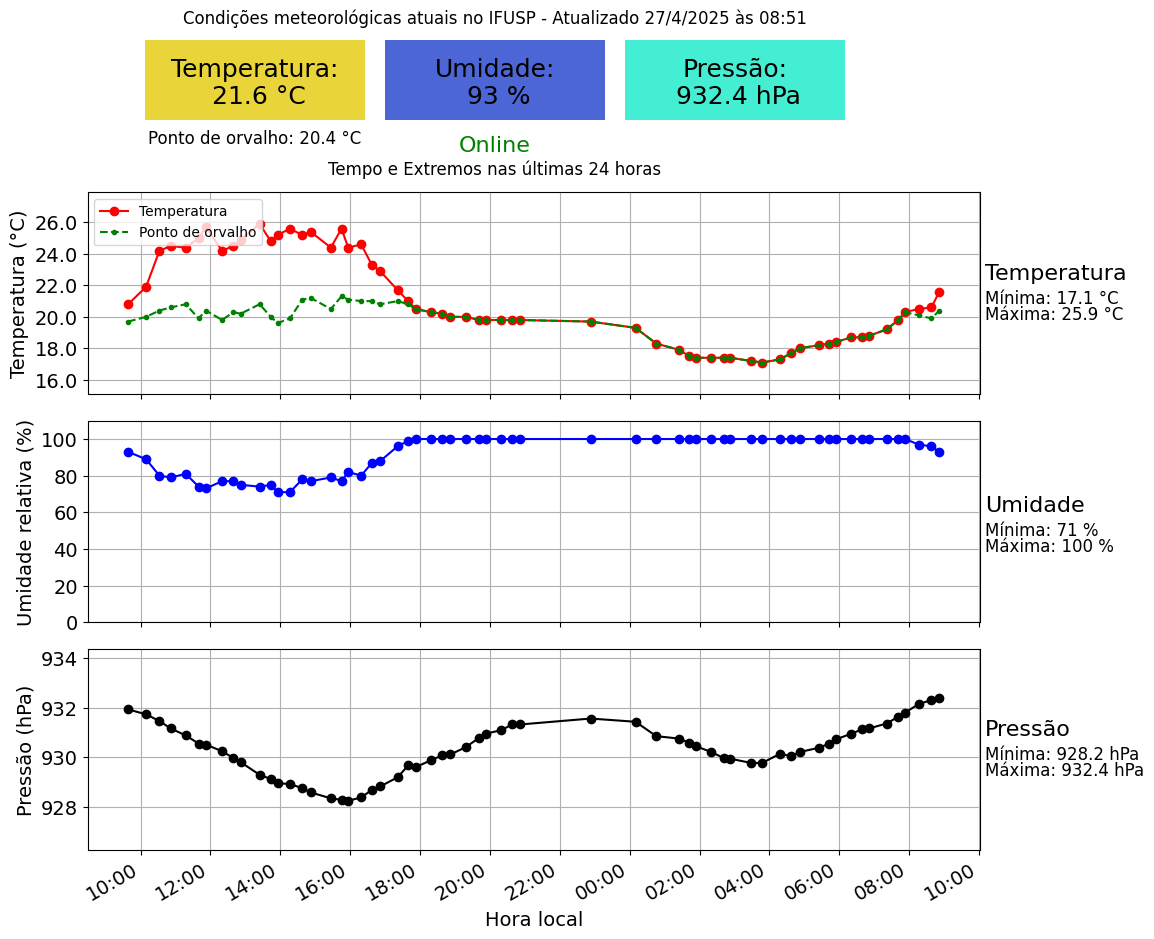 Condições meteorológicas atuais no IFUSP - Atualizado 27/4/2025 às 08:51
Temperatura:
21.6 °C
Umidade:
93 %
Pressão:
932.4 hPa
Ponto de orvalho: 20.4 °C
Online
Tempo e Extremos nas últimas 24 horas
Temperatura (°C)
26.0
24.0
22.0
20.0
18.0
16.0
Temperatura
Ponto de orvalho
Temperatura
Mínima: 17.1 °C
Máxima: 25.9 °C
Umidade relativa (%)
100
80
60
40
20
0
Umidade
Mínima: 71 %
Máxima: 100 %
Pressão (hPa)
934
932
930
928
Pressão
Mínima: 928.2 hPa
Máxima: 932.4 hPa
10:00 12:00 14:00 16:00 18:00 20:00 22:00 00:00 02:00 04:00 06:00 08:00 10:00
Hora local